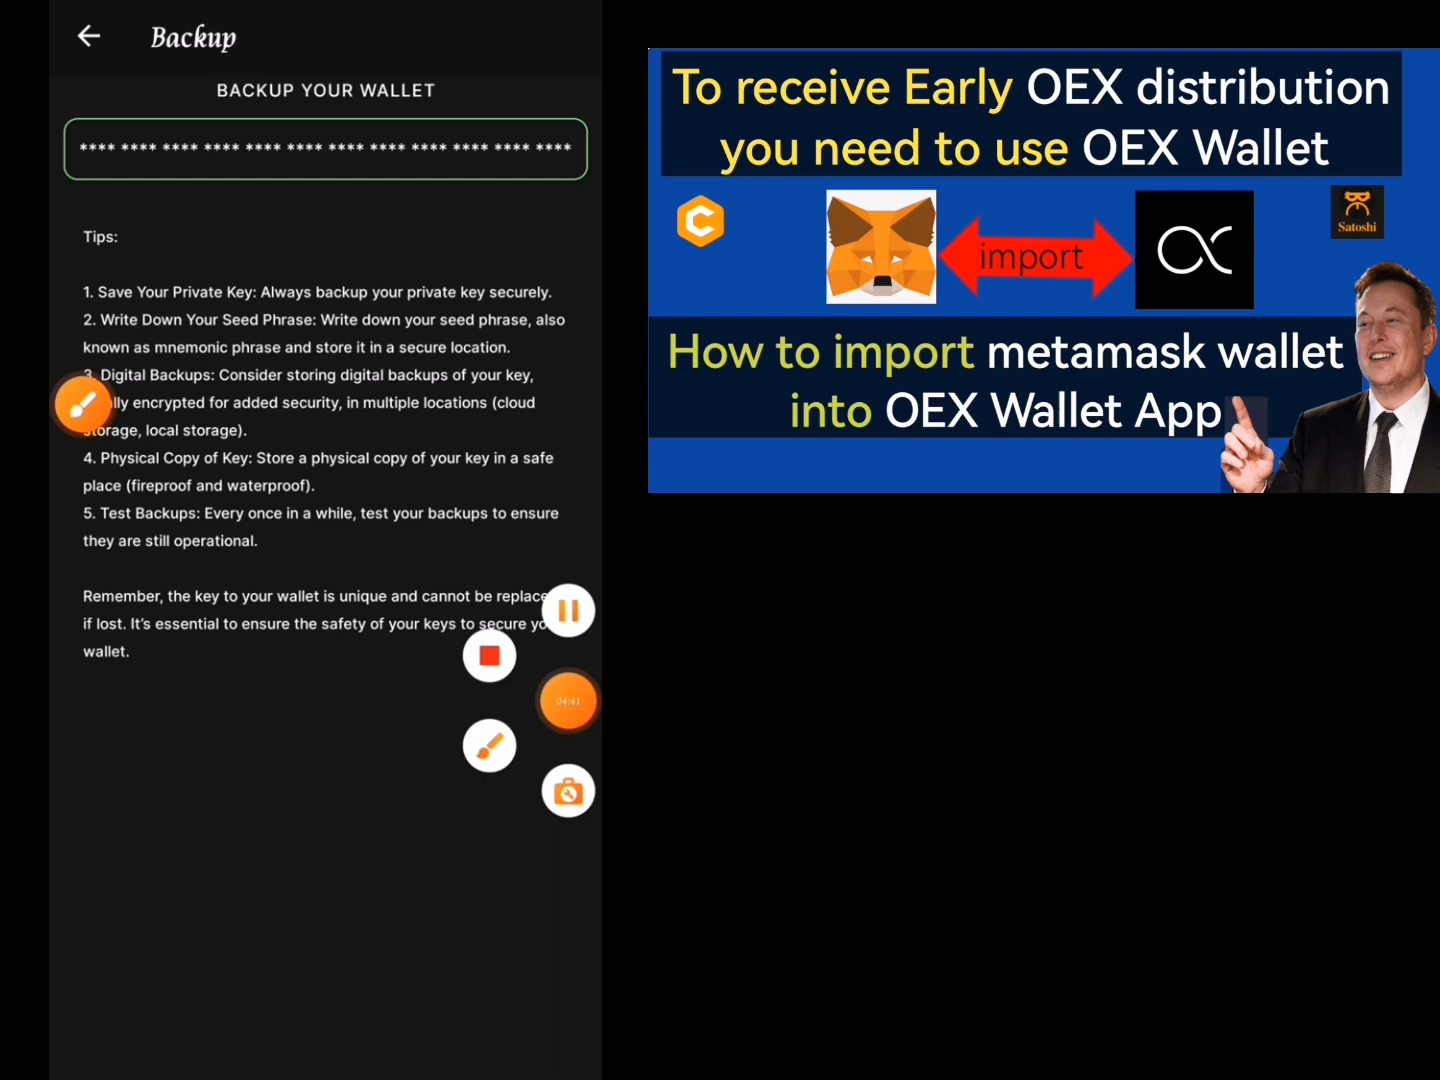 Backup
BACKUP YOUR WALLET
**** **** **** **** **** **** **** **** **** **** **** ****
Tips:
1. Save Your Private Key: Always backup your private key securely.
2. Write Down Your Seed Phrase: Write down your seed phrase, also
known as mnemonic phrase and store it in a secure location.
3. Digital Backups: Consider storing digital backups of your key,
lly encrypted for added security, in multiple locations (cloud
storage, local storage).
4. Physical Copy of Key: Store a physical copy of your key in a safe
place (fireproof and waterproof).
5. Test Backups: Every once in a while, test your backups to ensure
they are still operational.
Remember, the key to your wallet is unique and cannot be replace
if lost. It's essential to ensure the safety of your keys to secure yo
wallet.
04:41
To receive Early OEX distribution
you need to use OEX Wallet
import
Satoshi
How to import metamask wallet
into OEX Wallet App